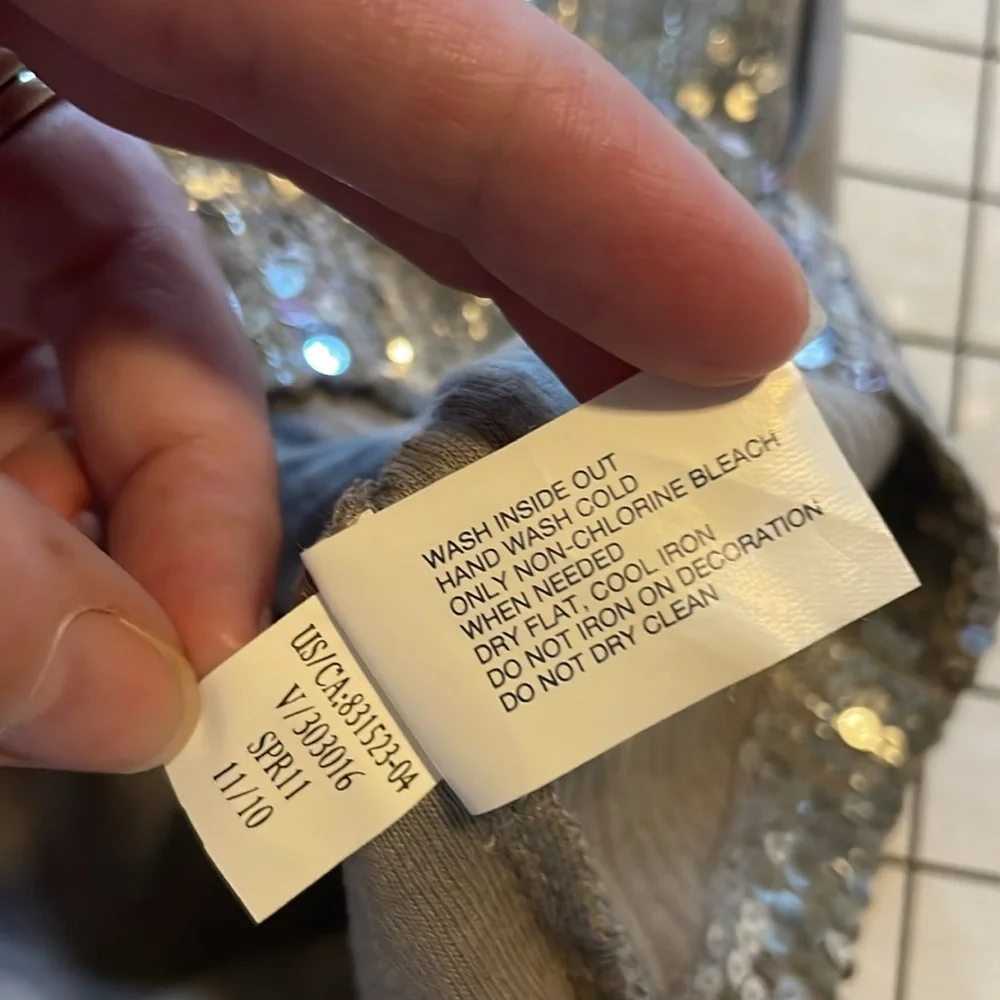 WASH INSIDE OUT
HAND WASH COLD
ONLY NON-CHLORINE BLEACH
WHEN NEEDED
DRY FLAT, COOL IRON
DO NOT IRON ON DECORATION
DO NOT DRY CLEAN
US/CA:831523-04
V/303016
SPR11
11/10